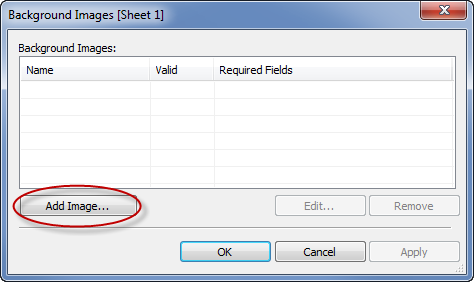 Background Images [Sheet 1]
Background Images:
Name Valid Required Fields
Add Image... Edit... Remove
OK Cancel Apply